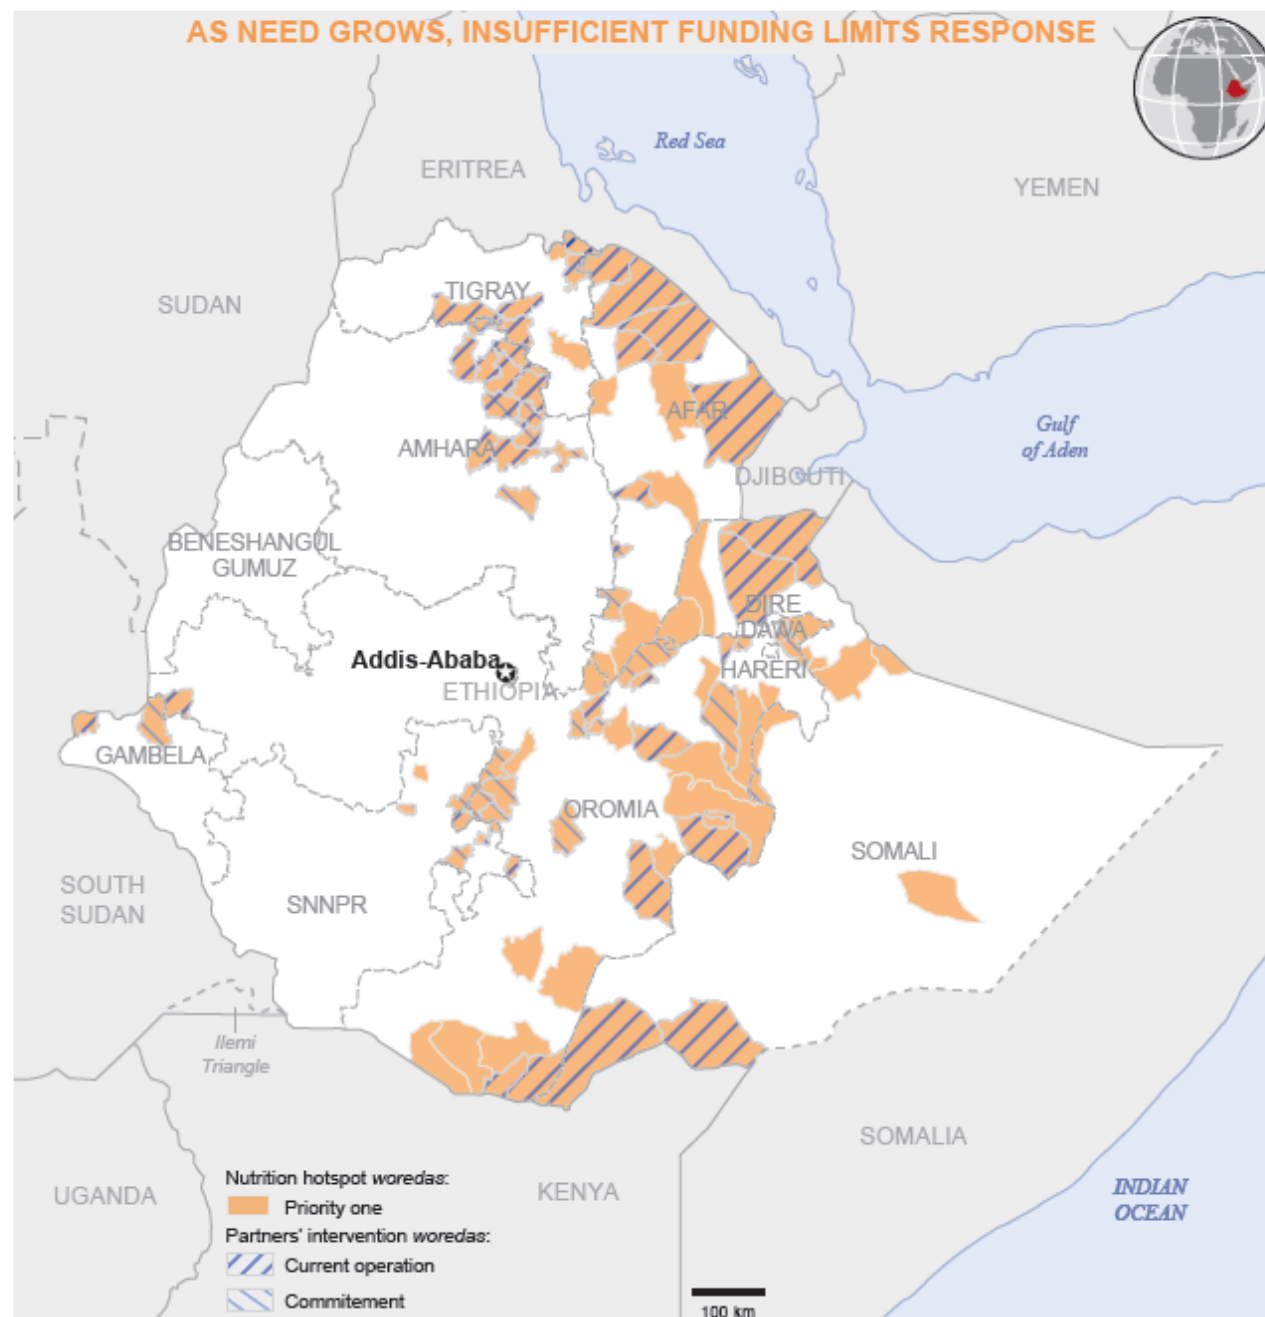 AS NEED GROWS, INSUFFICIENT FUNDING LIMITS RESPONSE
Red Sea
ERITREA
YEMEN
SUDAN
TIGRAY
AFAR
Gulf
of Aden
AMHARA
DJIBOUTI
BENESHANGUL
GUMUZ
DIRE
DAWA
Addis-Ababa
HARERI
ETHIOPIA
GAMBELA
OROMIA
SOMALI
SOUTH
SUDAN
SNNPR
Ilemi
Triangle
SOMALIA
UGANDA
KENYA
INDIAN
OCEAN
Nutrition hotspot woredas:
Priority one
Partners' intervention woredas:
Current operation
Commitement
100 km